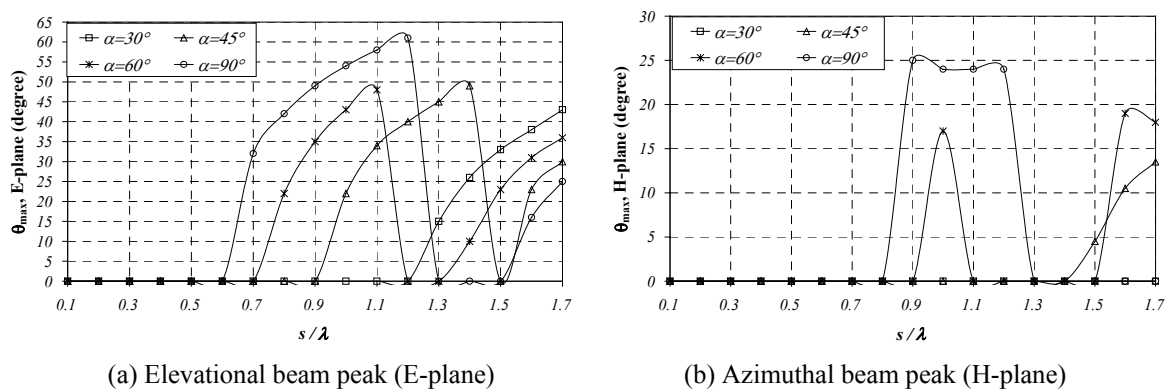 θmax, E-plane (degree)
65
60
55
50
45
40
35
30
25
20
15
10
5
0
α=30° α=45°
α=60° α=90°
0.1 0.3 0.5 0.7 0.9 1.1 1.3 1.5 1.7
s / λ
(a) Elevational beam peak (E-plane)
θmax, H-plane (degree)
30
25
20
15
10
5
0
α=30° α=45°
α=60° α=90°
0.1 0.3 0.5 0.7 0.9 1.1 1.3 1.5 1.7
s / λ
(b) Azimuthal beam peak (H-plane)